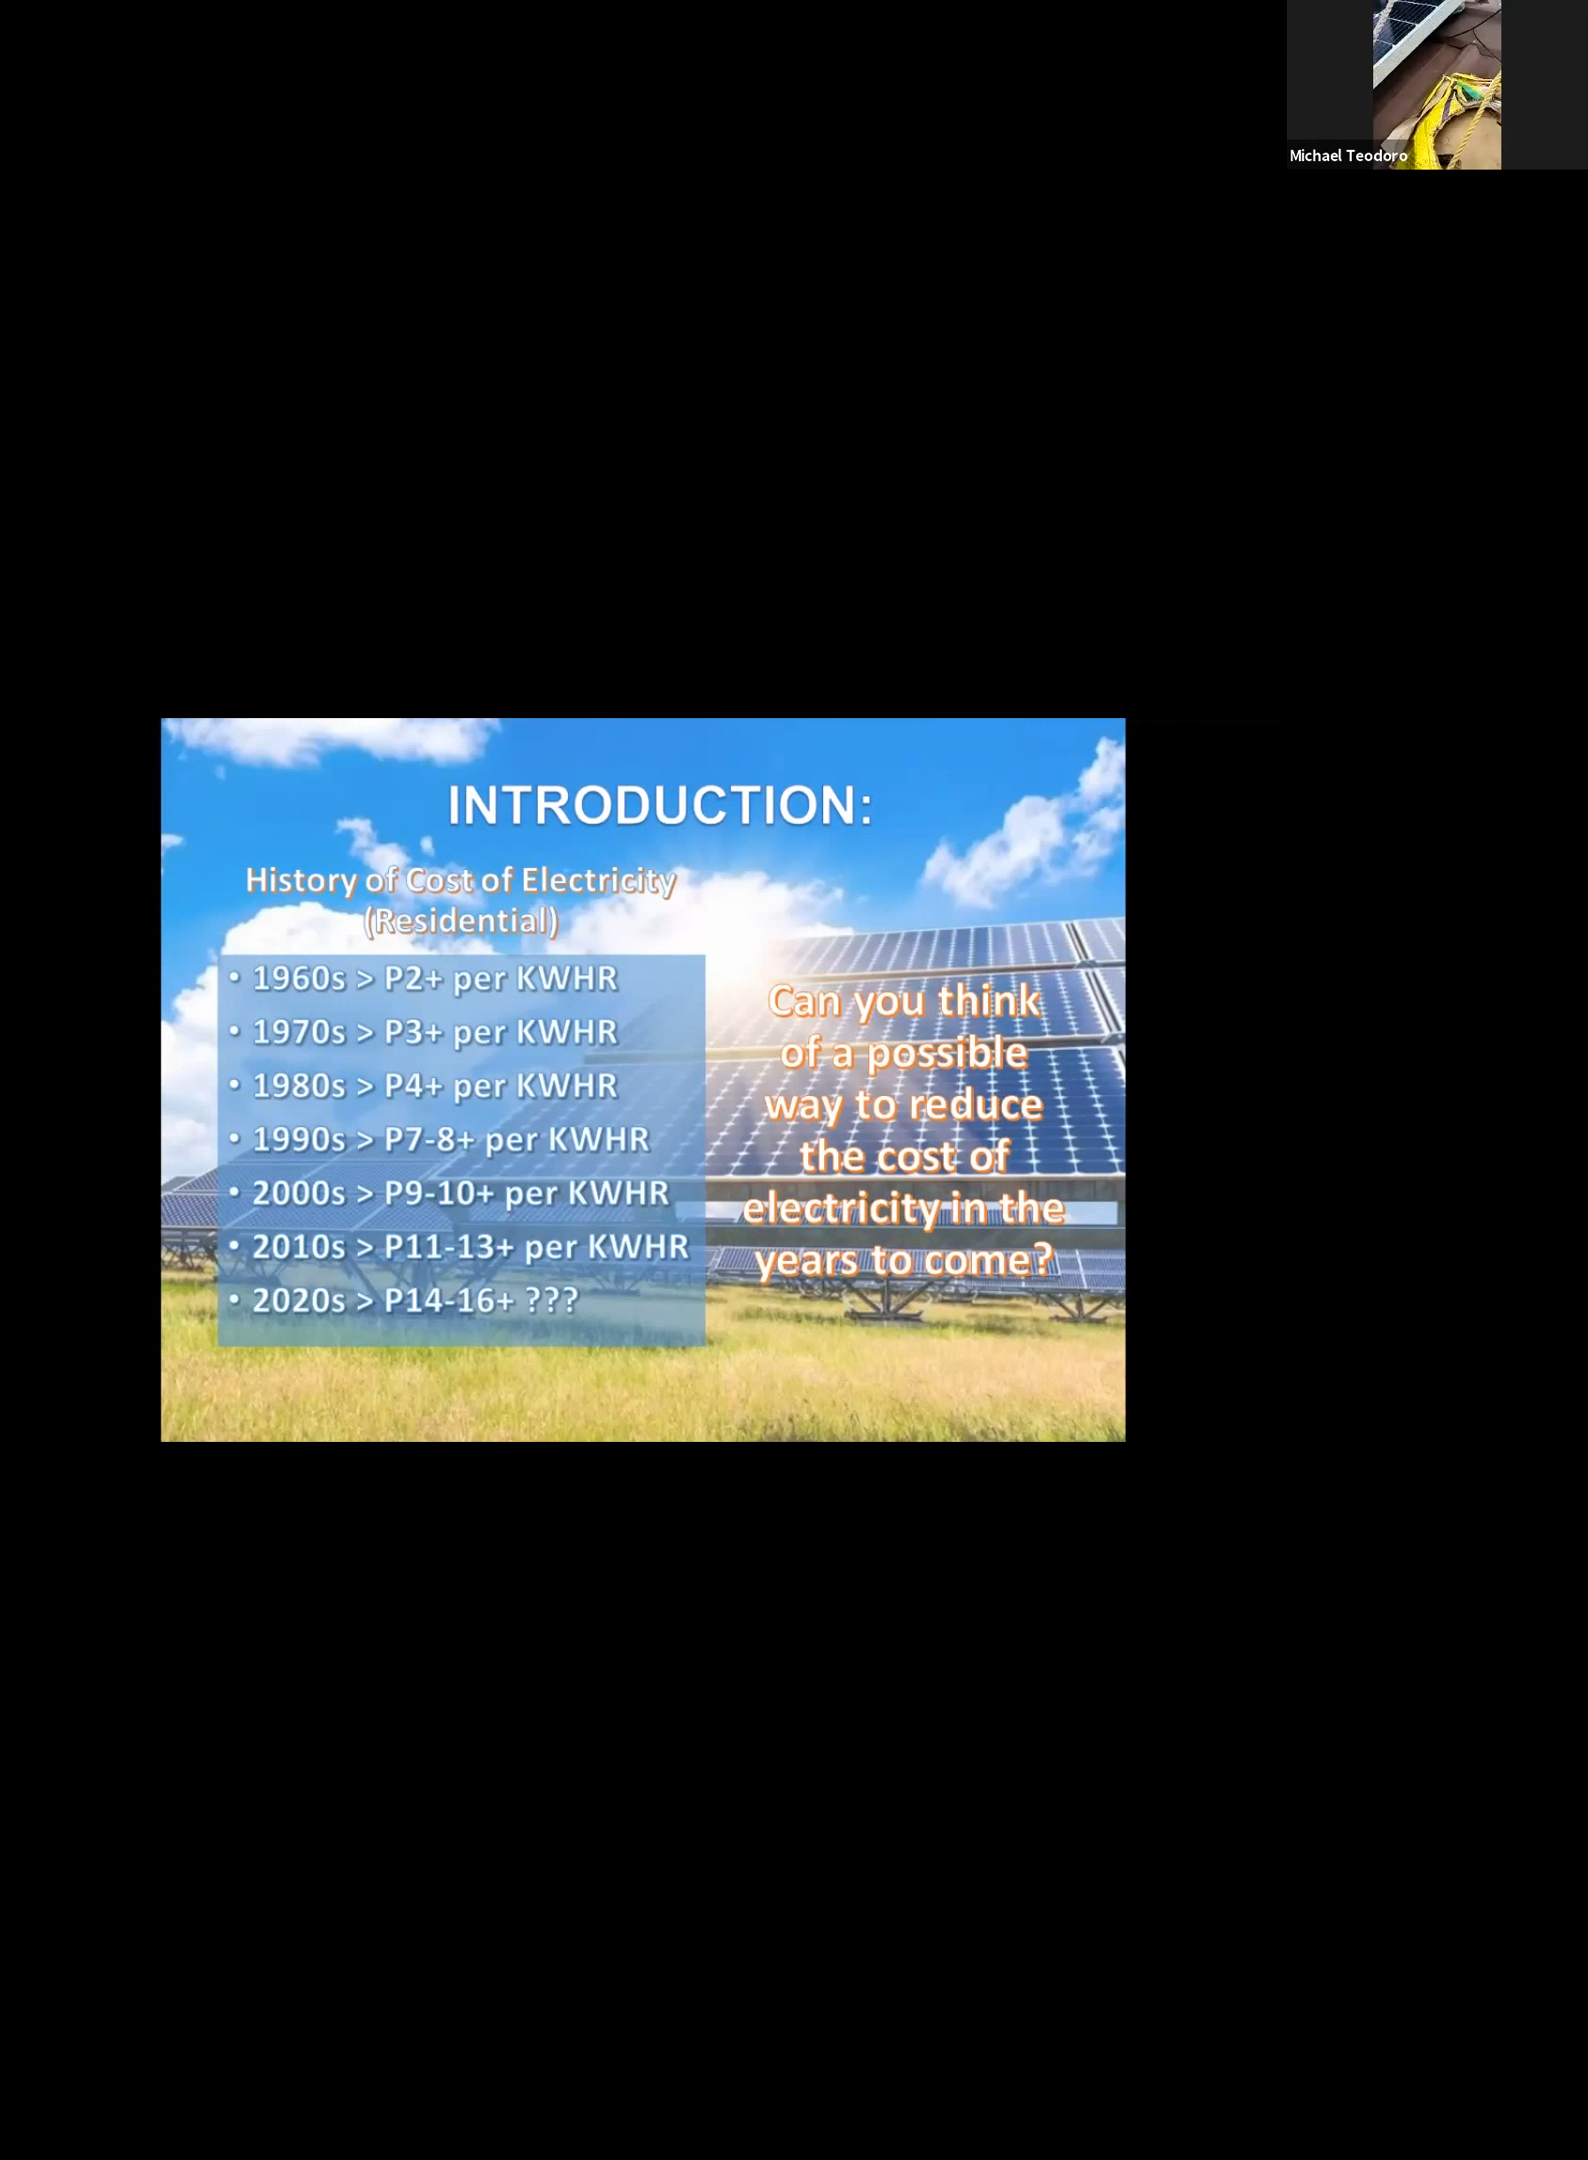 Michael Teodoro
INTRODUCTION:
History of Cost of Electricity
(Residential)
• 1960s > P2+ per KWHR
• 1970s > P3+ per KWHR
• 1980s > P4+ per KWHR
• 1990s > P7-8+ per KWHR
• 2000s > P9-10+ per KWHR
• 2010s > P11-13+ per KWHR
• 2020s > P14-16+ ???
Can you think
of a possible
way to reduce
the cost of
electricity in the
years to come?